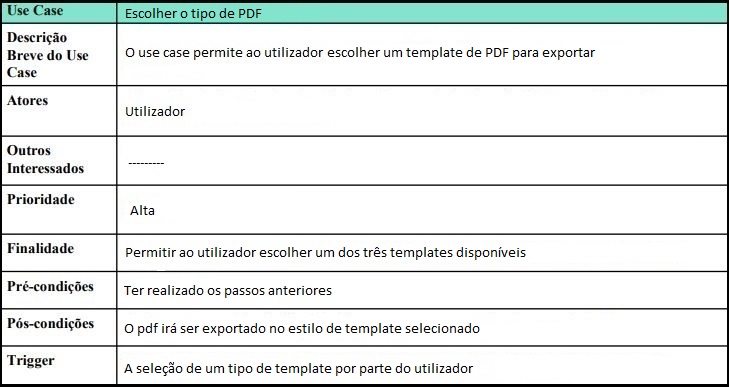 Use Case Escolher o tipo de PDF
Descrição
Breve do Use
Case
O use case permite ao utilizador escolher um template de PDF para exportar
Atores
Utilizador
Outros
Interessados
---------
Prioridade
Alta
Finalidade Permitir ao utilizador escolher um dos três templates disponíveis
Pré-condições Ter realizado os passos anteriores
Pós-condições O pdf irá ser exportado no estilo de template selecionado
Trigger A seleção de um tipo de template por parte do utilizador